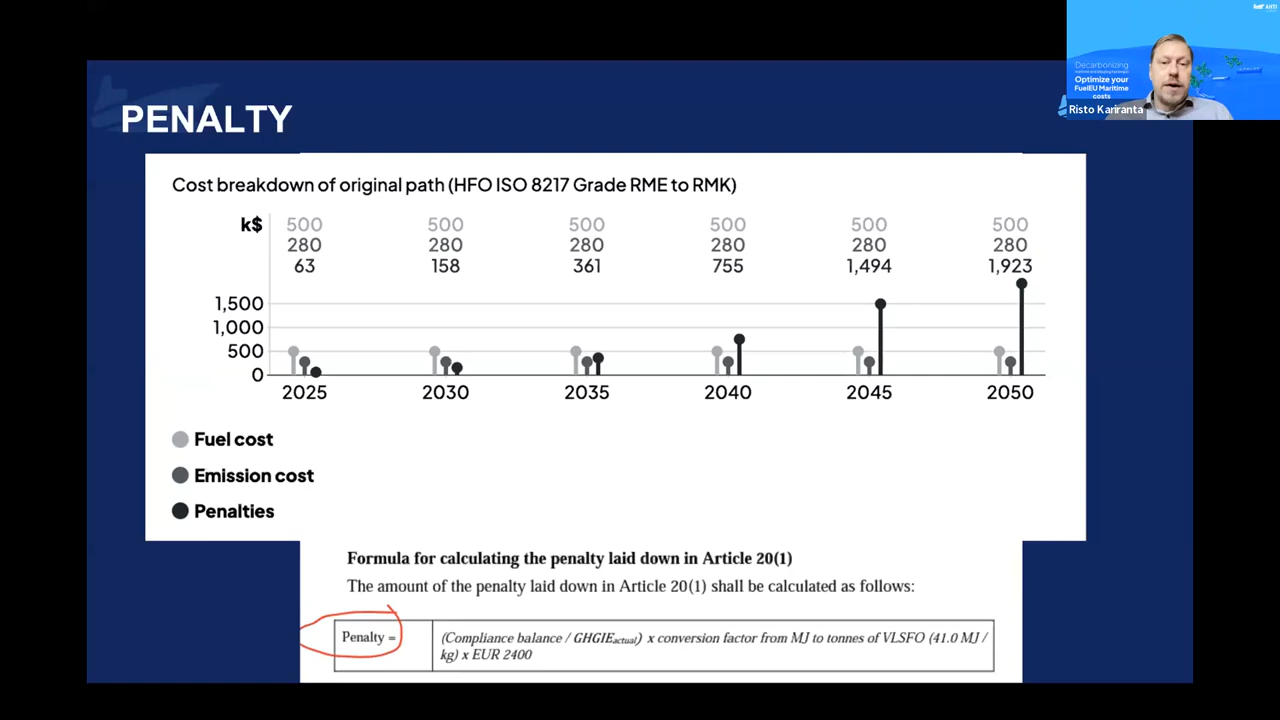 AHTI
Decarbonizing
Optimize your
FuelEU Maritime
costs
Risto Kariranta
PENALTY
Cost breakdown of original path (HFO ISO 8217 Grade RME to RMK)
k$ 500 500 500 500 500 500
280 280 280 280 280 280
63 158 361 755 1,494 1,923
1,500
1,000
500
0
2025 2030 2035 2040 2045 2050
Fuel cost
Emission cost
Penalties
Formula for calculating the penalty laid down in Article 20(1)
The amount of the penalty laid down in Article 20(1) shall be calculated as follows:
Penalty = (Compliance balance / GHGIEactual) x conversion factor from MJ to tonnes of VLSFO (41.0 MJ /
kg) x EUR 2400